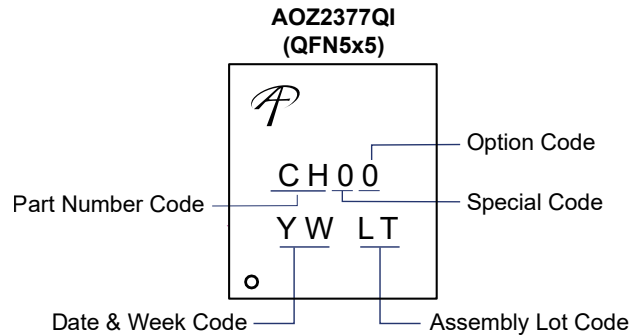 AOZ2377QI
(QFN5x5)
Option Code
CH00
Part Number Code
Special Code
YW LT
Date & Week Code
Assembly Lot Code